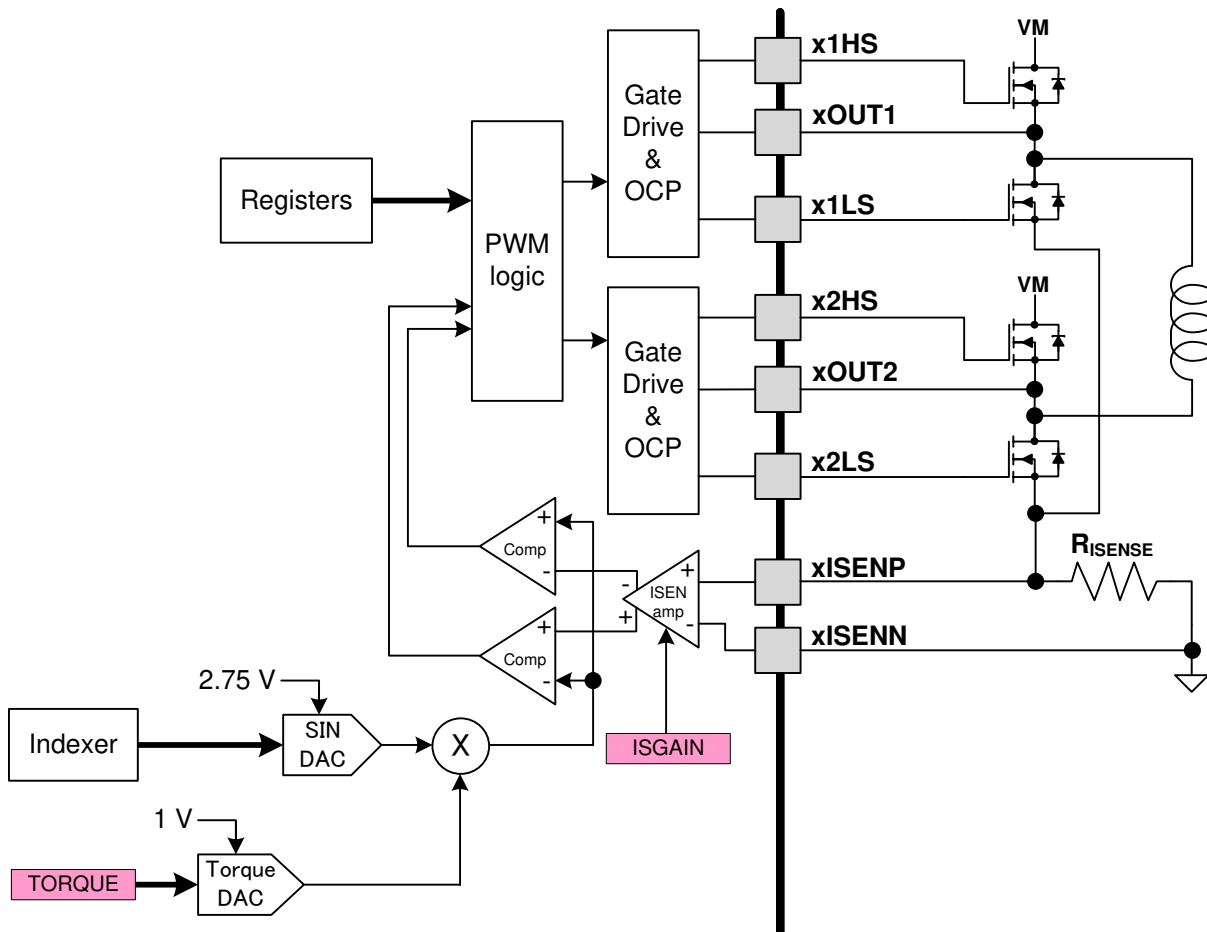 x1HS
VM
Gate
Drive
&
OCP
xOUT1
Registers
x1LS
PWM
logic
x2HS
VM
Gate
Drive
&
OCP
xOUT2
x2LS
+
Comp
-
RISENSE
xISENP
+
-
ISEN
amp
+
-
xISENN
+
Comp
-
2.75 V
Indexer
SIN
DAC
X
ISGAIN
1 V
TORQUE
Torque
DAC